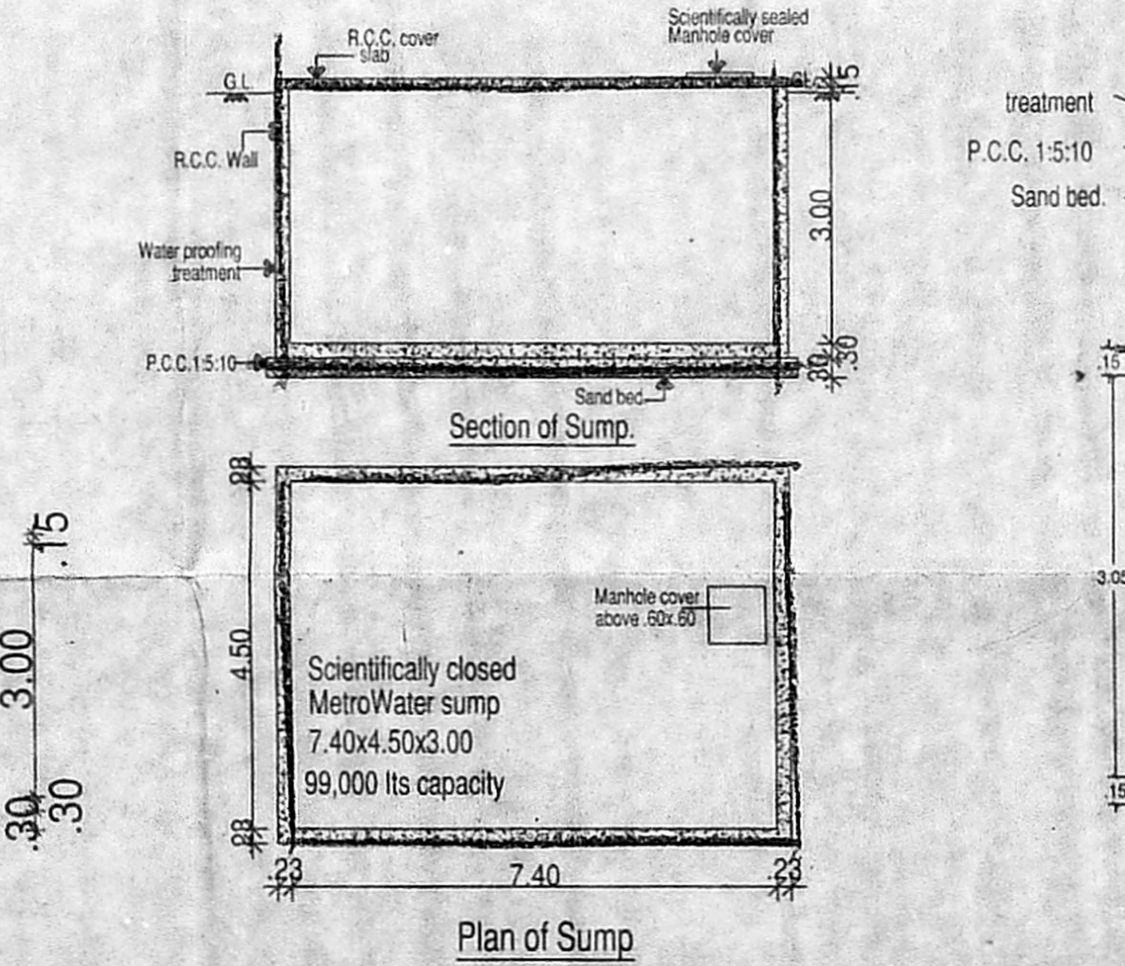 R.C.C. cover
slab
Scientifically sealed
Manhole cover
G.L.
G.L.
.15
R.C.C. Wall
3.00
Water proofing
treatment
P.C.C.1:5:10
.30
.30
Sand bed
Section of Sump.
treatment
P.C.C. 1:5:10
Sand bed.
.15
3.05
.15
.15
3.00
.30
.30
4.50
Manhole cover
above .60x.60
Scientifically closed
MetroWater sump
7.40x4.50x3.00
99,000 lts capacity
.23
7.40
.23
Plan of Sump